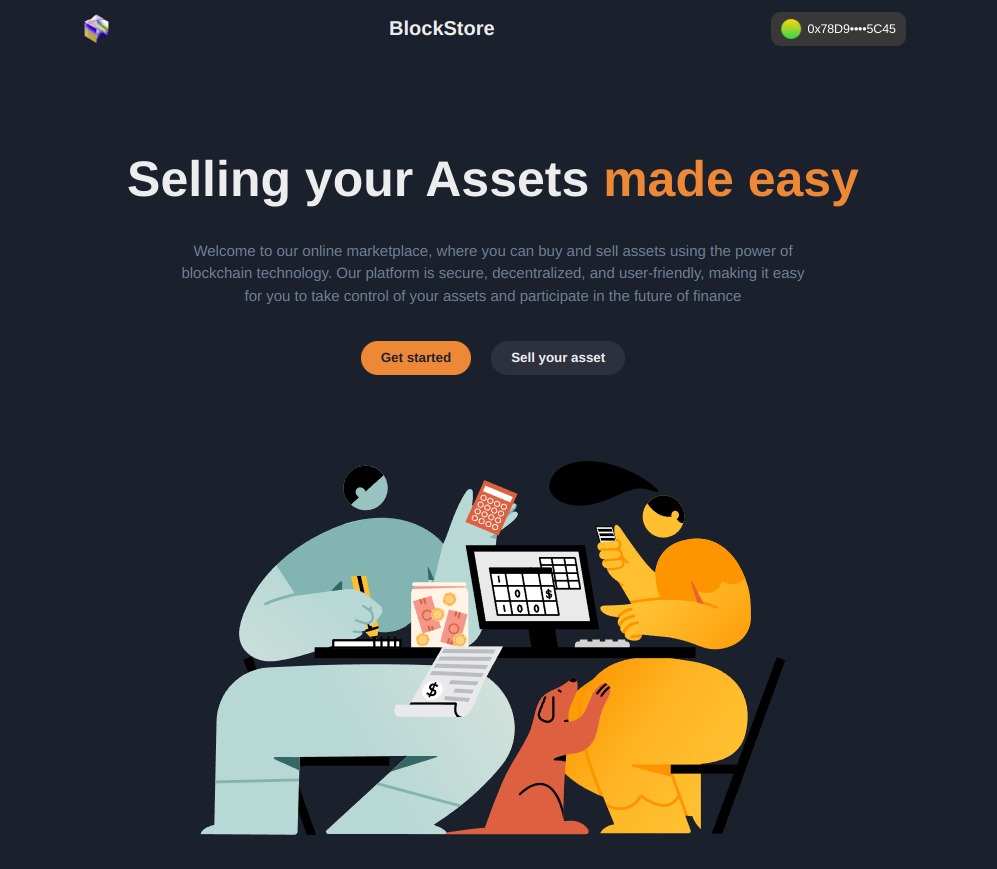 BlockStore
0x78D9••••5C45
Selling your Assets made easy
Welcome to our online marketplace, where you can buy and sell assets using the power of
blockchain technology. Our platform is secure, decentralized, and user-friendly, making it easy
for you to take control of your assets and participate in the future of finance
Get started
Sell your asset
1
0 $
1 0 0
$